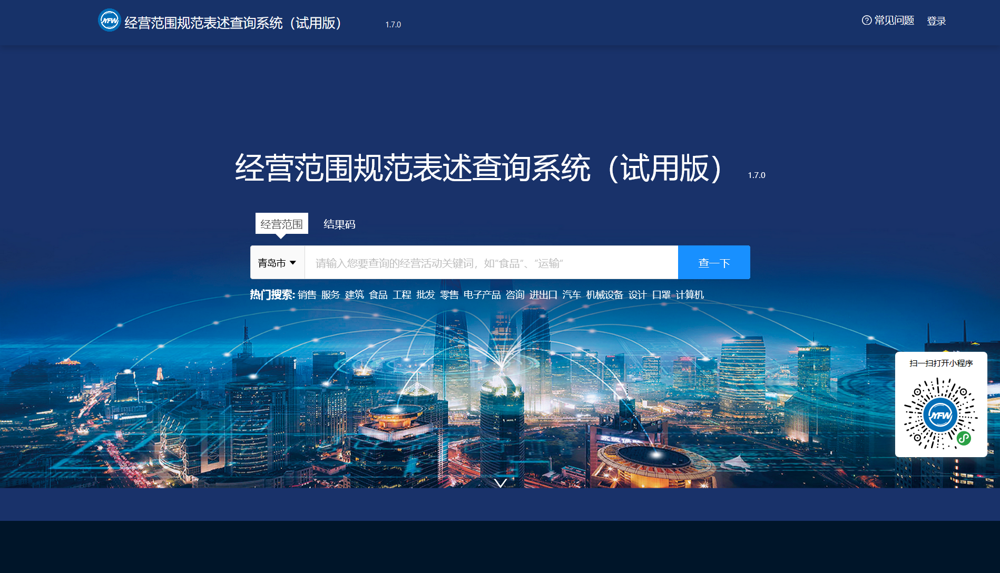 JYFW 经营范围规范表述查询系统（试用版） 1.7.0 常见问题 登录
经营范围规范表述查询系统（试用版） 1.7.0
经营范围 结果码
青岛市 请输入您要查询的经营活动关键词，如“食品”、“运输” 查一下
热门搜索: 销售 服务 建筑 食品 工程 批发 零售 电子产品 咨询 进出口 汽车 机械设备 设计 口罩 计算机
扫一扫打开小程序
JYFW